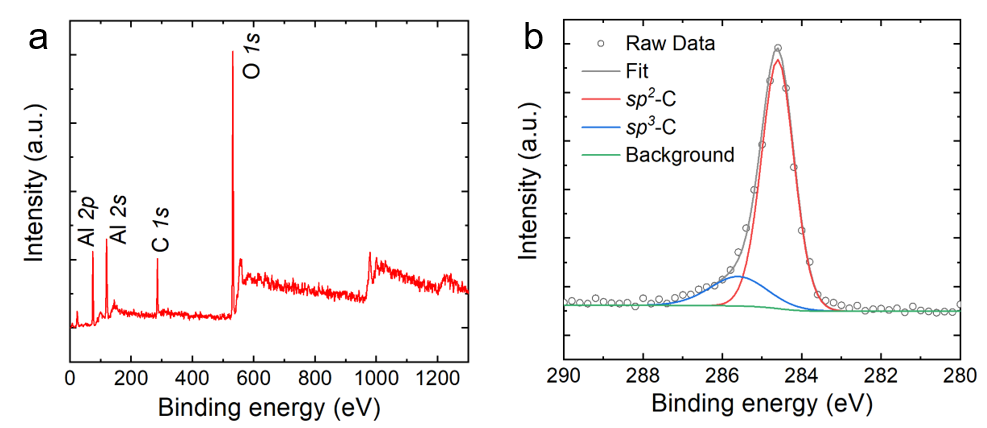 a
Intensity (a.u.)
Al 2p
Al 2s
C 1s
O 1s
0 200 400 600 800 1000 1200
Binding energy (eV)
b
Intensity (a.u.)
Raw Data
Fit
sp²-C
sp³-C
Background
290 288 286 284 282 280
Binding energy (eV)